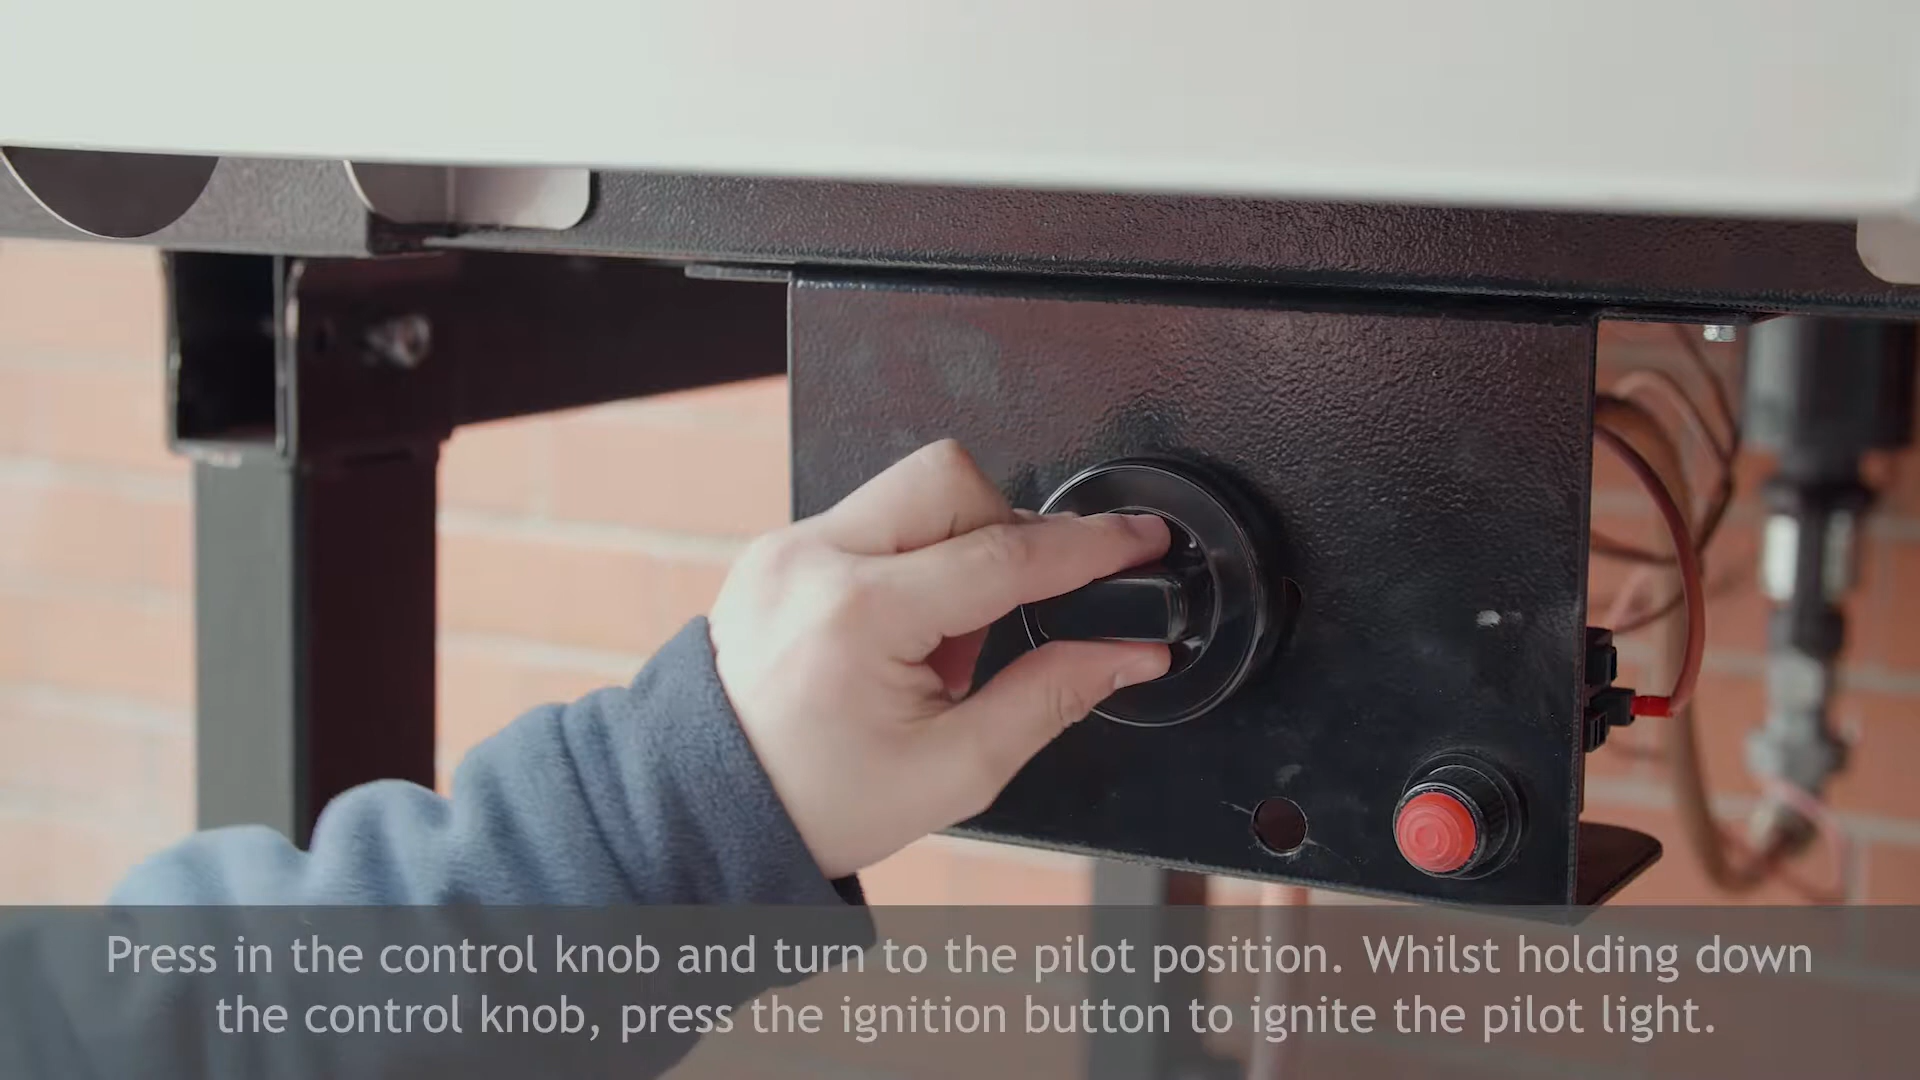 Press in the control knob and turn to the pilot position. Whilst holding down
the control knob, press the ignition button to ignite the pilot light.